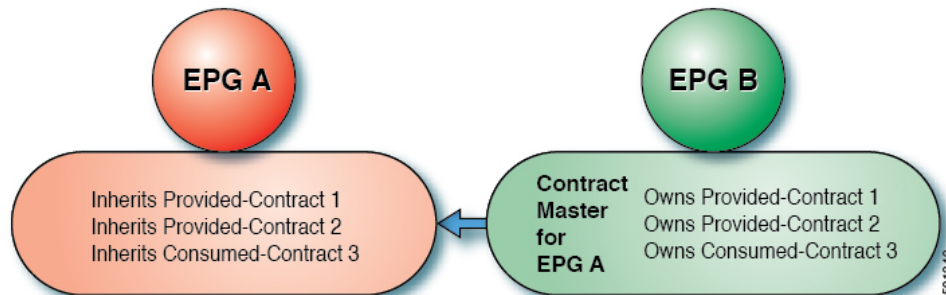 EPG A
EPG B
Inherits Provided-Contract 1
Inherits Provided-Contract 2
Inherits Consumed-Contract 3
Contract
Master
for
EPG A
Owns Provided-Contract 1
Owns Provided-Contract 2
Owns Consumed-Contract 3